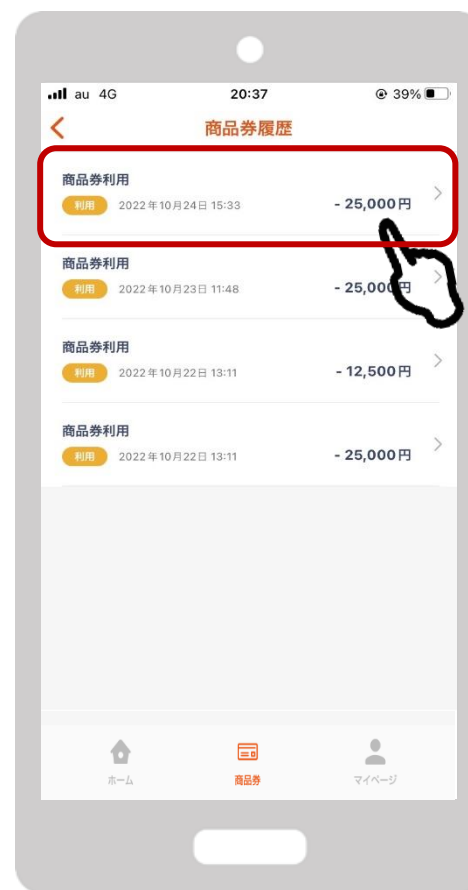 au 4G 20:37 39%
商品券履歴
商品券利用
利用 2022年10月24日 15:33 - 25,000円
商品券利用
利用 2022年10月23日 11:48 - 25,000円
商品券利用
利用 2022年10月22日 13:11 - 12,500円
商品券利用
利用 2022年10月22日 13:11 - 25,000円
ホーム 商品券 マイページ